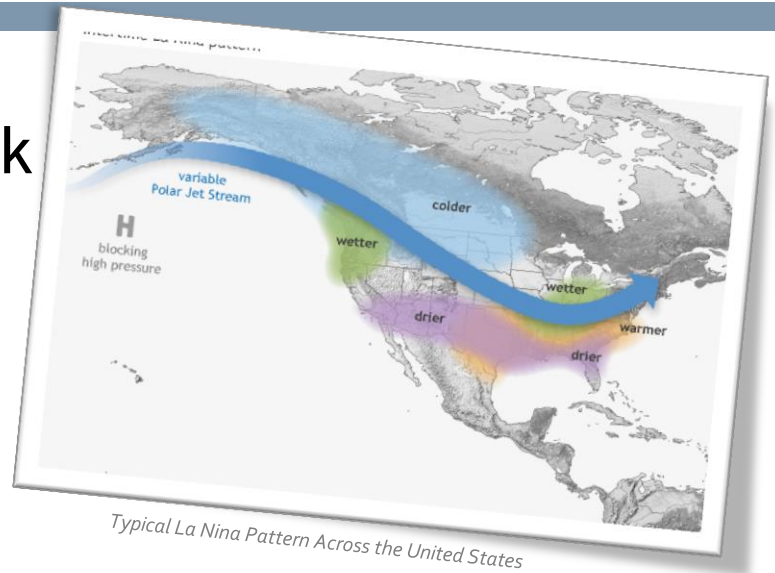 k
variable
Polar Jet Stream
H
blocking
high pressure
colder
wetter
wetter
drier
warmer
drier
Typical La Nina Pattern Across the United States